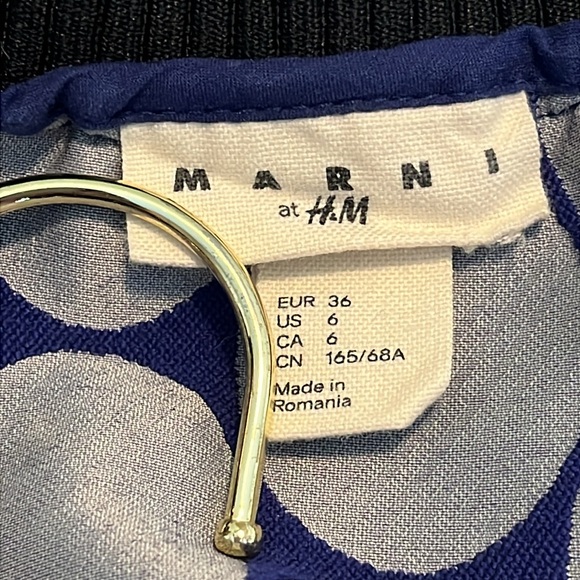 MARNI
at H&M
EUR 36
US 6
CA 6
CN 165/68A
Made in
Romania